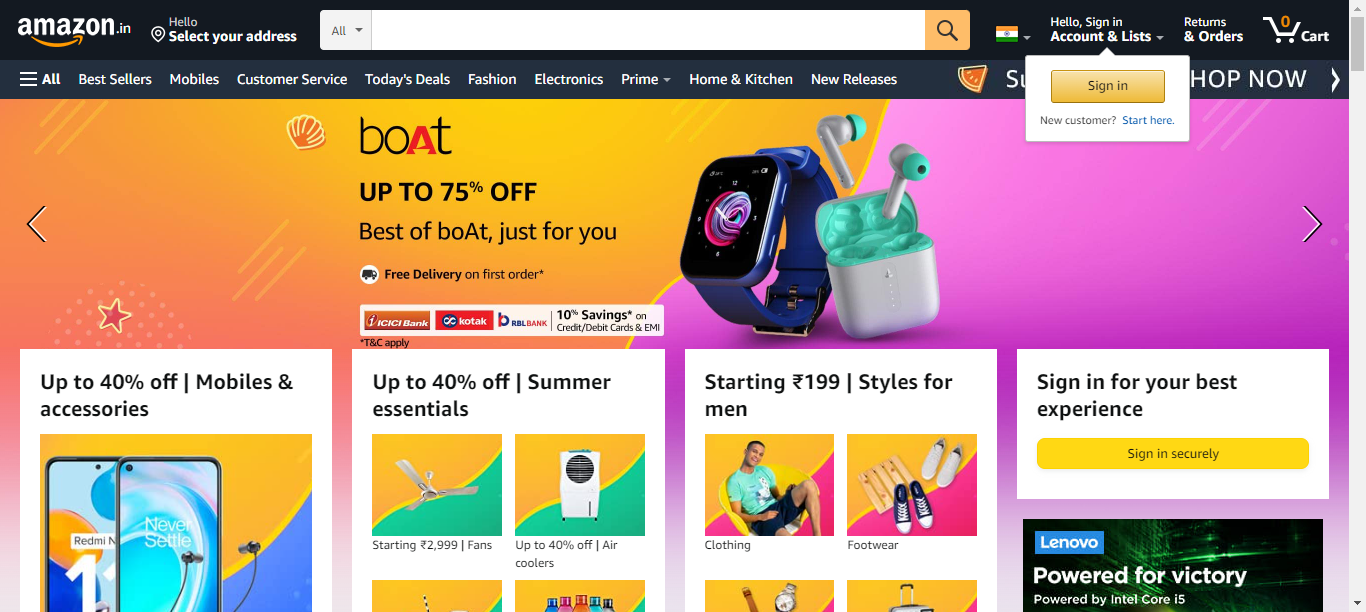 amazon.in
Hello
Select your address
All
Hello, Sign in
Account & Lists
Returns
& Orders
0
Cart
All
Best Sellers
Mobiles
Customer Service
Today's Deals
Fashion
Electronics
Prime
Home & Kitchen
New Releases
Su
HOP NOW
Sign in
New customer? Start here.
boAt
UP TO 75% OFF
Best of boAt, just for you
Free Delivery on first order*
ICICI Bank
kotak
RBLBANK
10% Savings* on
Credit/Debit Cards & EMI
*T&C apply
Up to 40% off | Mobiles &
accessories
Redmi N
11
Never
Settle
Up to 40% off | Summer
essentials
Starting ₹2,999 | Fans
Up to 40% off | Air
coolers
Starting ₹199 | Styles for
men
Clothing
Footwear
Sign in for your best
experience
Sign in securely
Lenovo
Powered for victory
Powered by Intel Core i5